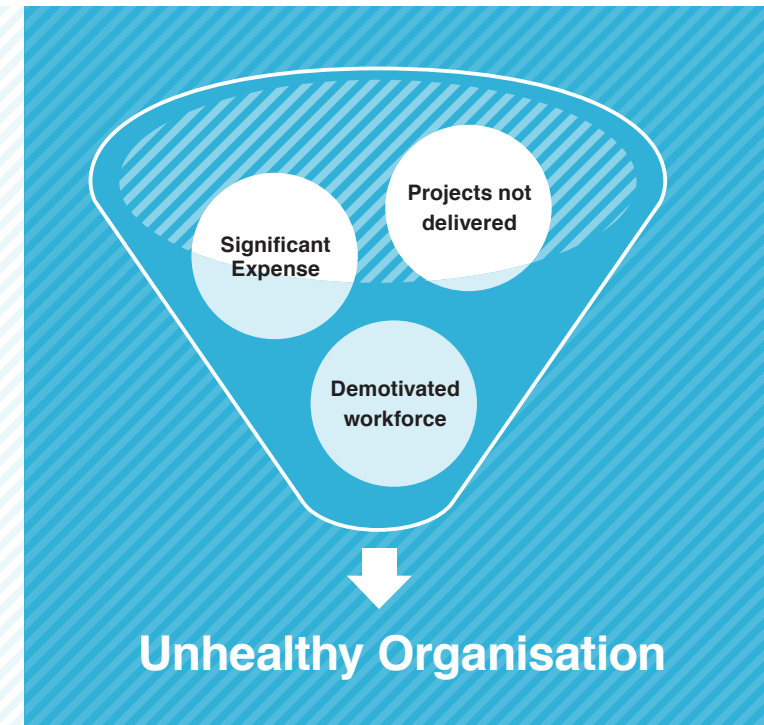 Projects not
delivered
Significant
Expense
Demotivated
workforce
Unhealthy Organisation